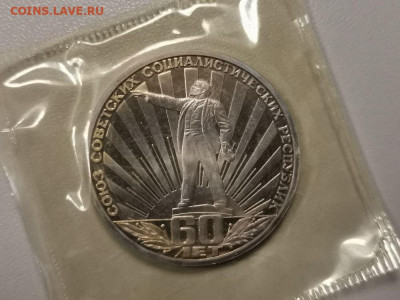 COINS.LAVE.RU
СОЮЗ СОВЕТСКИХ СОЦИАЛИСТИЧЕСКИХ РЕСПУБЛИК
60
ЛЕТ